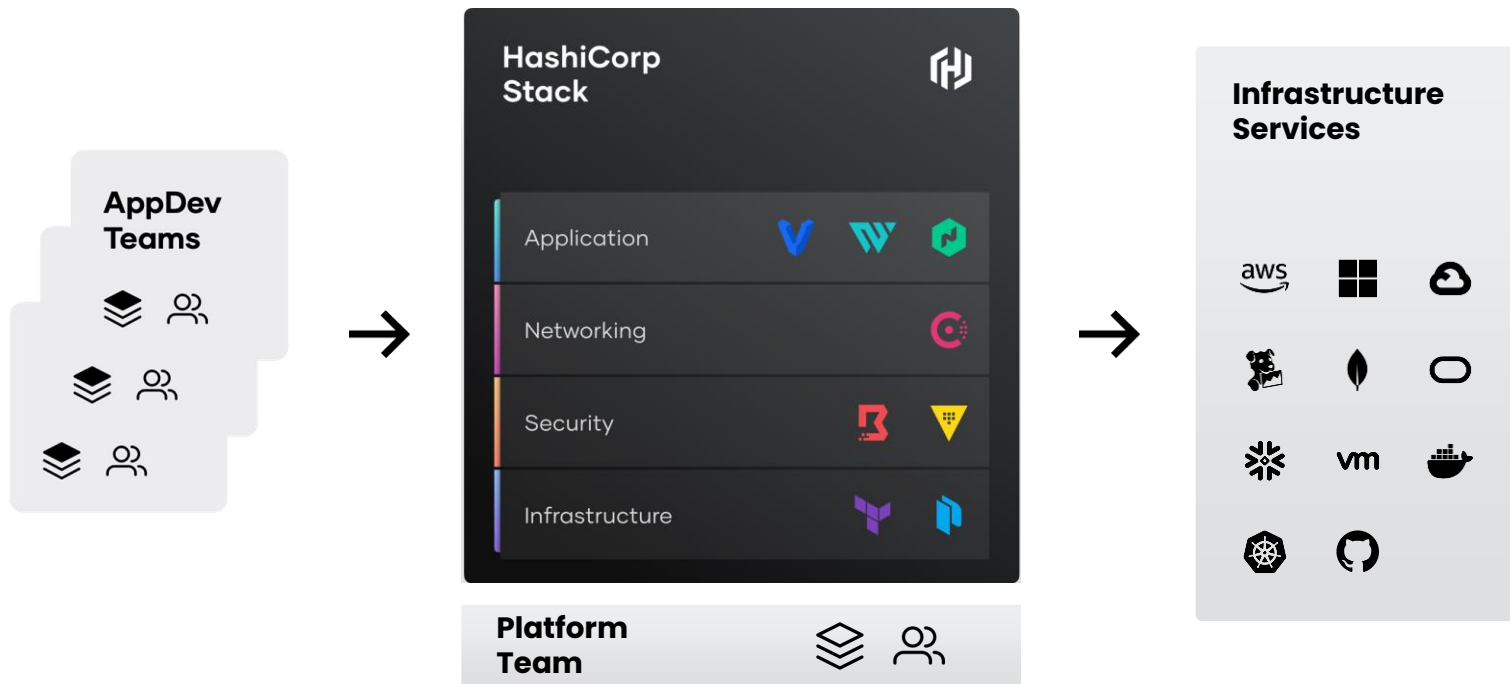 AppDev
Teams
HashiCorp
Stack
Application
Networking
Security
Infrastructure
Platform
Team
Infrastructure
Services
aws
vm